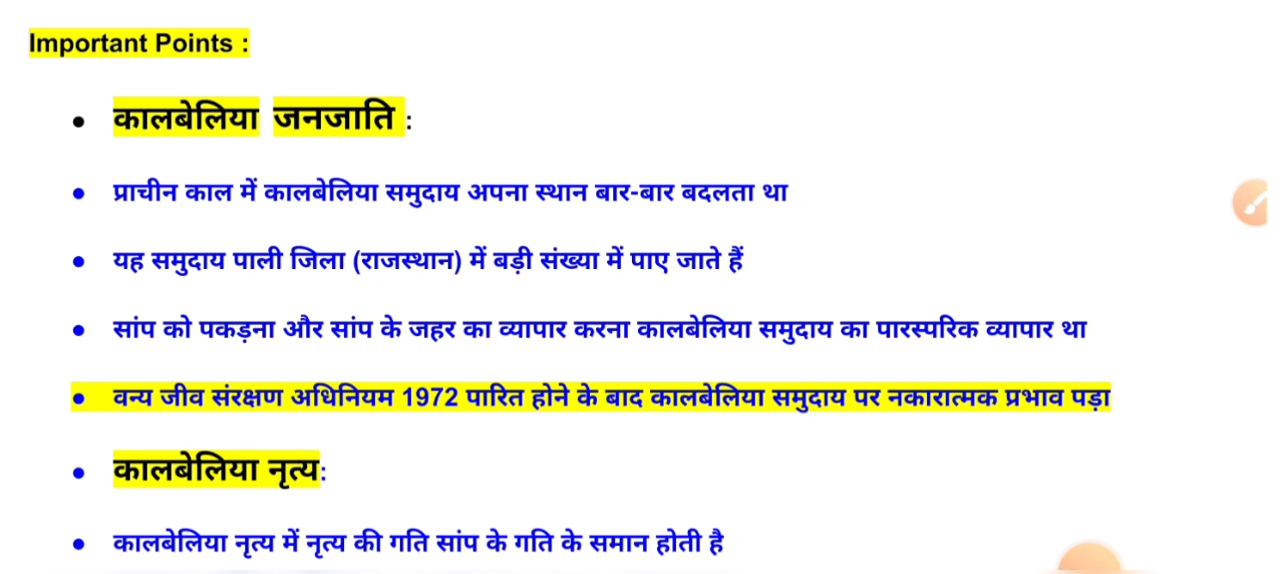 Important Points :
कालबेलिया जनजाति :
प्राचीन काल में कालबेलिया समुदाय अपना स्थान बार-बार बदलता था
यह समुदाय पाली जिला (राजस्थान) में बड़ी संख्या में पाए जाते हैं
सांप को पकड़ना और सांप के जहर का व्यापार करना कालबेलिया समुदाय का पारस्परिक व्यापार था
वन्य जीव संरक्षण अधिनियम 1972 पारित होने के बाद कालबेलिया समुदाय पर नकारात्मक प्रभाव पड़ा
कालबेलिया नृत्य:
कालबेलिया नृत्य में नृत्य की गति सांप के गति के समान होती है